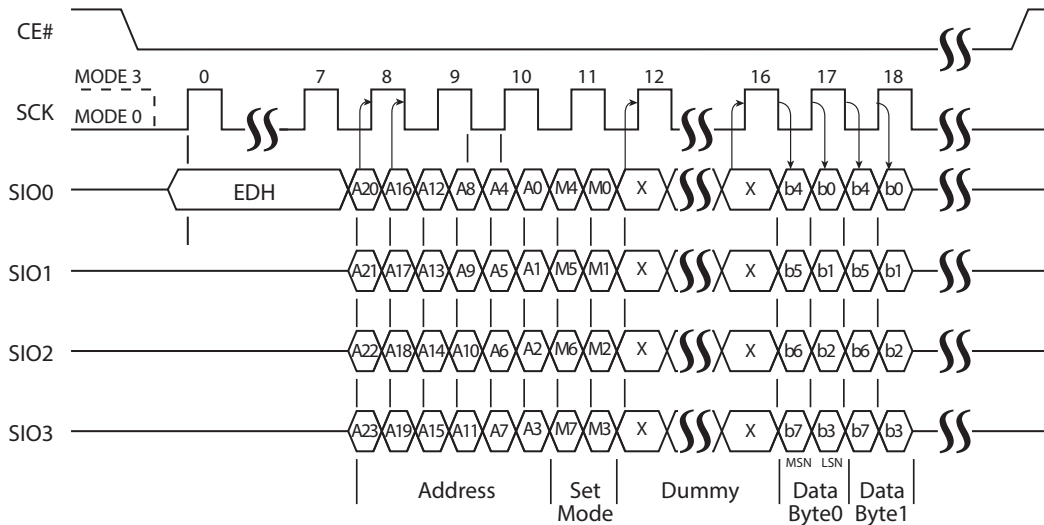 CE#
MODE 3
0 7 8 9 10 11 12 16 17 18
SCK
MODE 0
SIO0 EDH A20 A16 A12 A8 A4 A0 M4 M0 X X b4 b0 b4 b0
SIO1 A21 A17 A13 A9 A5 A1 M5 M1 X X b5 b1 b5 b1
SIO2 A22 A18 A14 A10 A6 A2 M6 M2 X X b6 b2 b6 b2
SIO3 A23 A19 A15 A11 A7 A3 M7 M3 X X b7 b3 b7 b3
MSN LSN
Address Set Dummy Data Data
Mode Byte0 Byte1